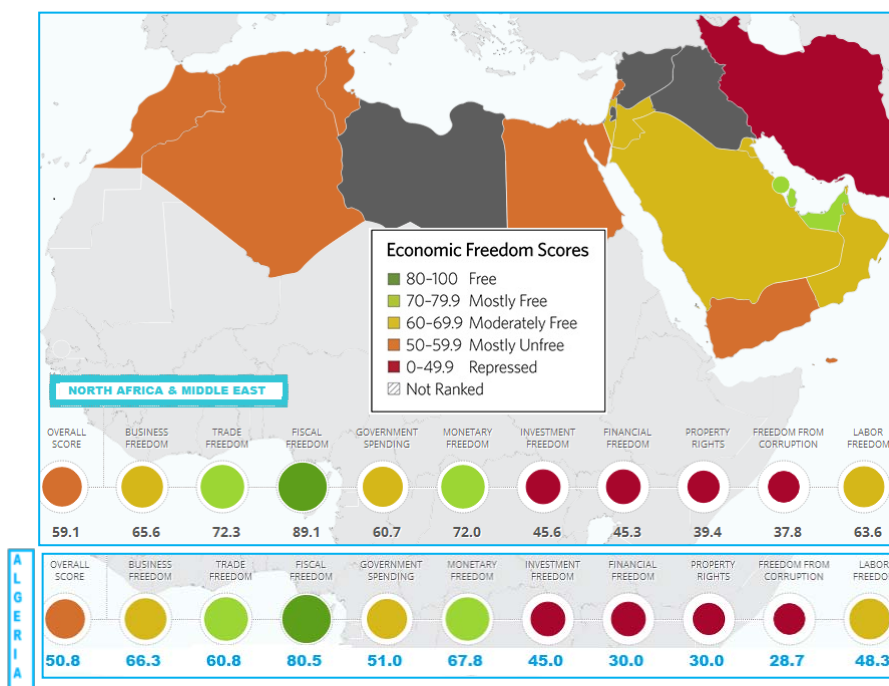 Economic Freedom Scores
80–100 Free
70–79.9 Mostly Free
60–69.9 Moderately Free
50–59.9 Mostly Unfree
0–49.9 Repressed
Not Ranked
NORTH AFRICA & MIDDLE EAST
OVERALL SCORE BUSINESS FREEDOM TRADE FREEDOM FISCAL FREEDOM GOVERNMENT SPENDING MONETARY FREEDOM INVESTMENT FREEDOM FINANCIAL FREEDOM PROPERTY RIGHTS FREEDOM FROM CORRUPTION LABOR FREEDOM
59.1 65.6 72.3 89.1 60.7 72.0 45.6 45.3 39.4 37.8 63.6
ALGERIA
OVERALL SCORE BUSINESS FREEDOM TRADE FREEDOM FISCAL FREEDOM GOVERNMENT SPENDING MONETARY FREEDOM INVESTMENT FREEDOM FINANCIAL FREEDOM PROPERTY RIGHTS FREEDOM FROM CORRUPTION LABOR FREEDO
50.8 66.3 60.8 80.5 51.0 67.8 45.0 30.0 30.0 28.7 48.3